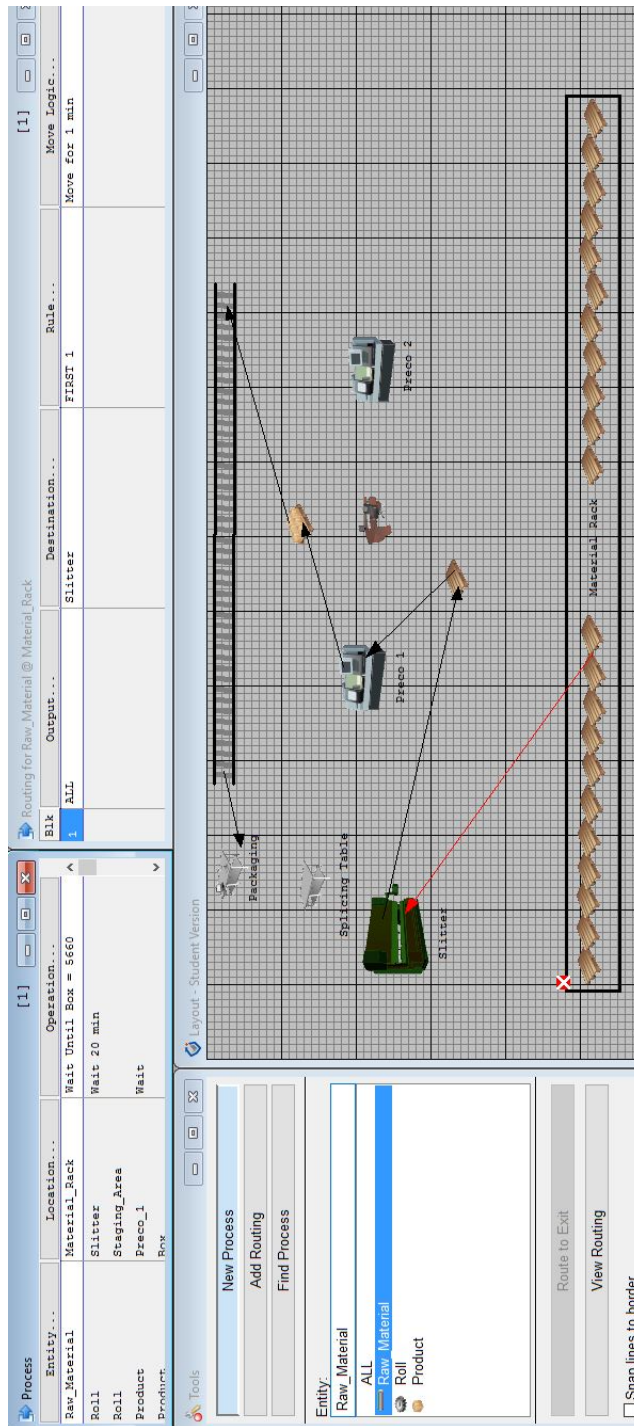 Process [1]
Entity... Location... Operation...
Raw_Material Material_Rack Wait Until Box = 5660
Roll Slitter Wait 20 min
Roll Staging_Area
Product Preco_1 Wait
Product Box
Routing for Raw_Material @ Material_Rack [1]
Blk Output... Destination... Rule... Move Logic...
1 ALL Slitter FIRST 1 Move for 1 min
Tools
New Process
Add Routing
Find Process
Entity:
Raw_Material
ALL
Raw_Material
Roll
Product
Route to Exit
View Routing
Snap lines to border
Layout - Student Version
Packaging
Splicing Table
Slitter
Preco 1
Preco 2
Material Rack